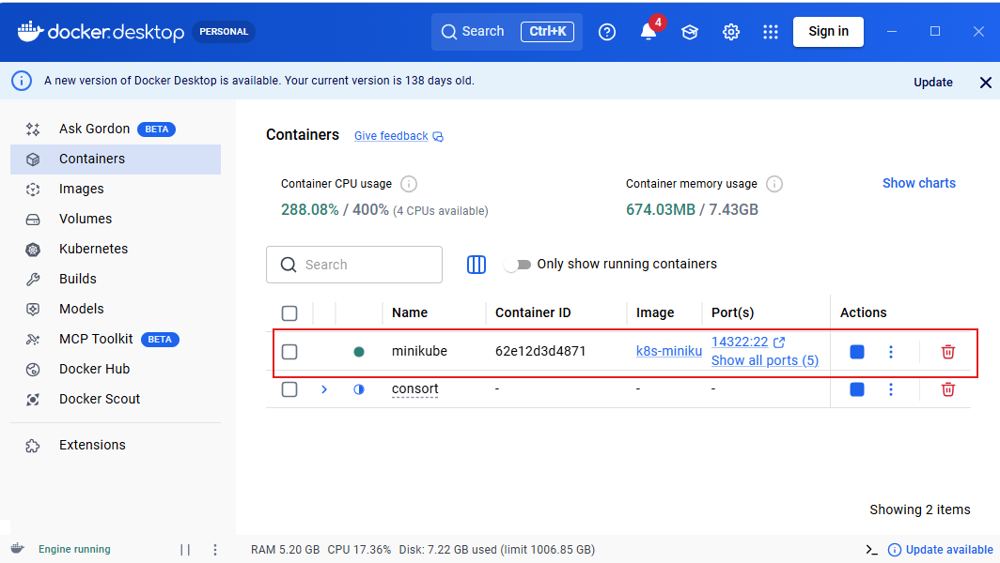 docker.desktop PERSONAL Search Ctrl+K 4 Sign in
A new version of Docker Desktop is available. Your current version is 138 days old. Update
Ask Gordon BETA
Containers
Images
Volumes
Kubernetes
Builds
Models
MCP Toolkit BETA
Docker Hub
Docker Scout
Extensions
Containers Give feedback
Container CPU usage
288.08% / 400% (4 CPUs available)
Container memory usage
674.03MB / 7.43GB
Show charts
Search
Only show running containers
Name Container ID Image Port(s) Actions
minikube 62e12d3d4871 k8s-miniku 14322:22
Show all ports (5)
consort - - -
Showing 2 items
Engine running RAM 5.20 GB CPU 17.36% Disk: 7.22 GB used (limit 1006.85 GB) >_ Update available